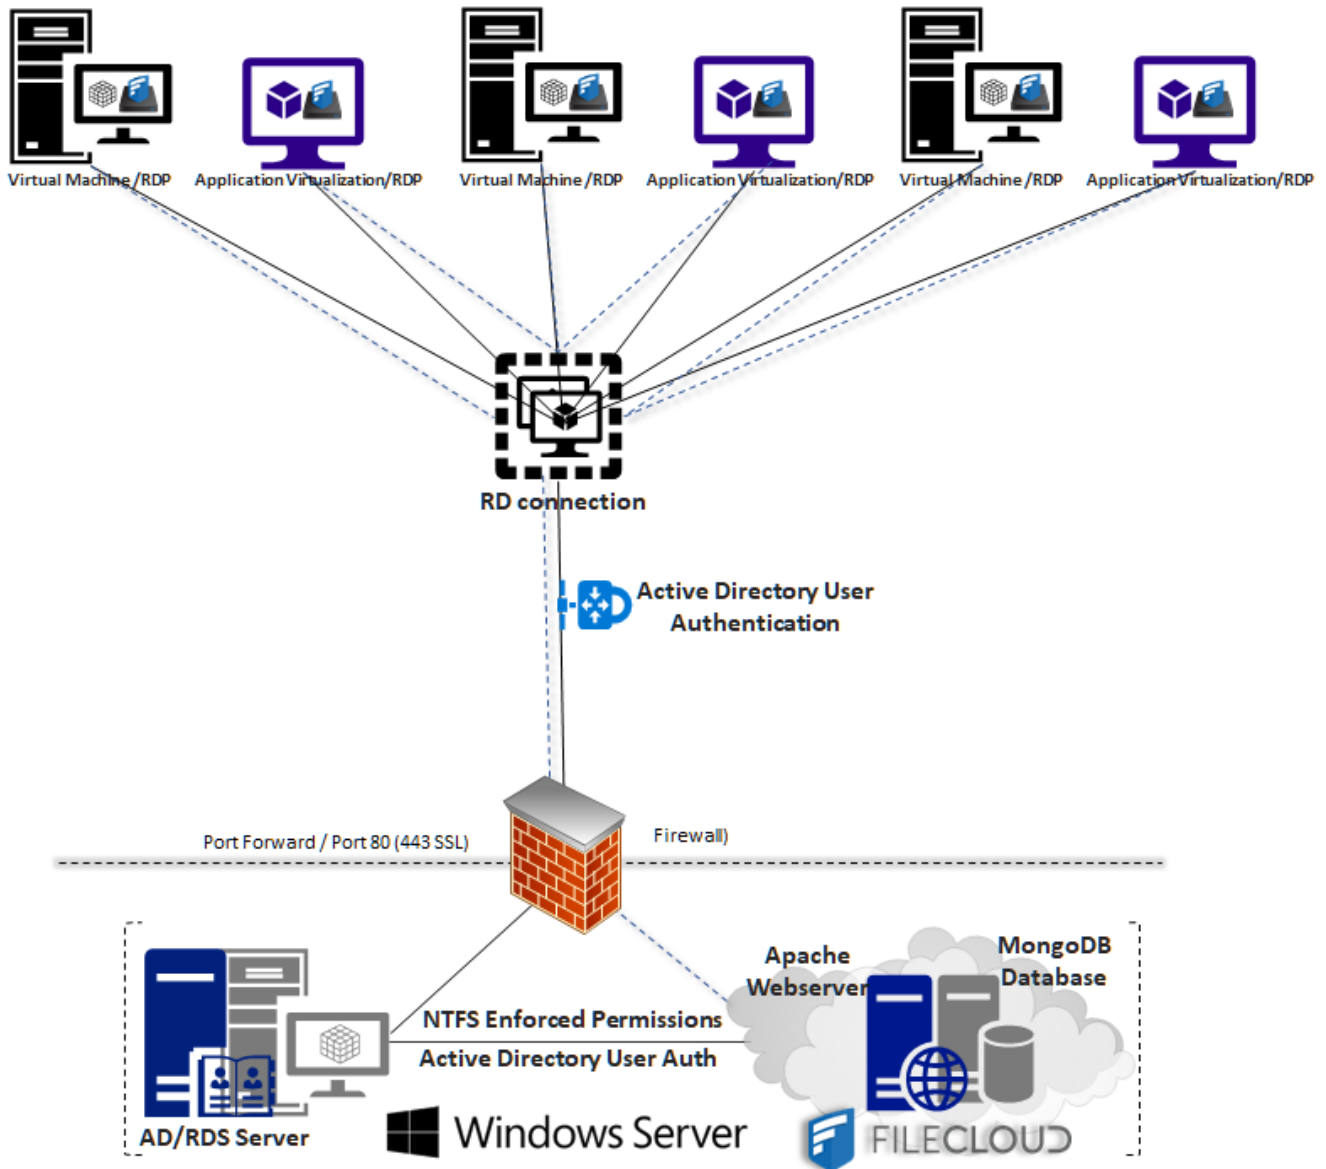 Virtual Machine/RDP
Application Virtualization/RDP
Virtual Machine/RDP
Application Virtualization/RDP
Virtual Machine/RDP
Application Virtualization/RDP
RD connection
Active Directory User
Authentication
Port Forward / Port 80 (443 SSL)
Firewall)
Apache
Webserver
MongoDB
Database
NTFS Enforced Permissions
Active Directory User Auth
AD/RDS Server
Windows Server
FILECLOUD